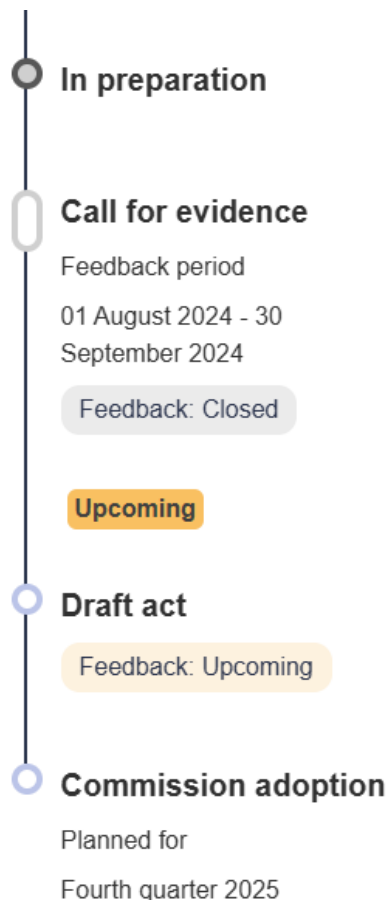 In preparation
Call for evidence
Feedback period
01 August 2024 - 30
September 2024
Feedback: Closed
Upcoming
Draft act
Feedback: Upcoming
Commission adoption
Planned for
Fourth quarter 2025